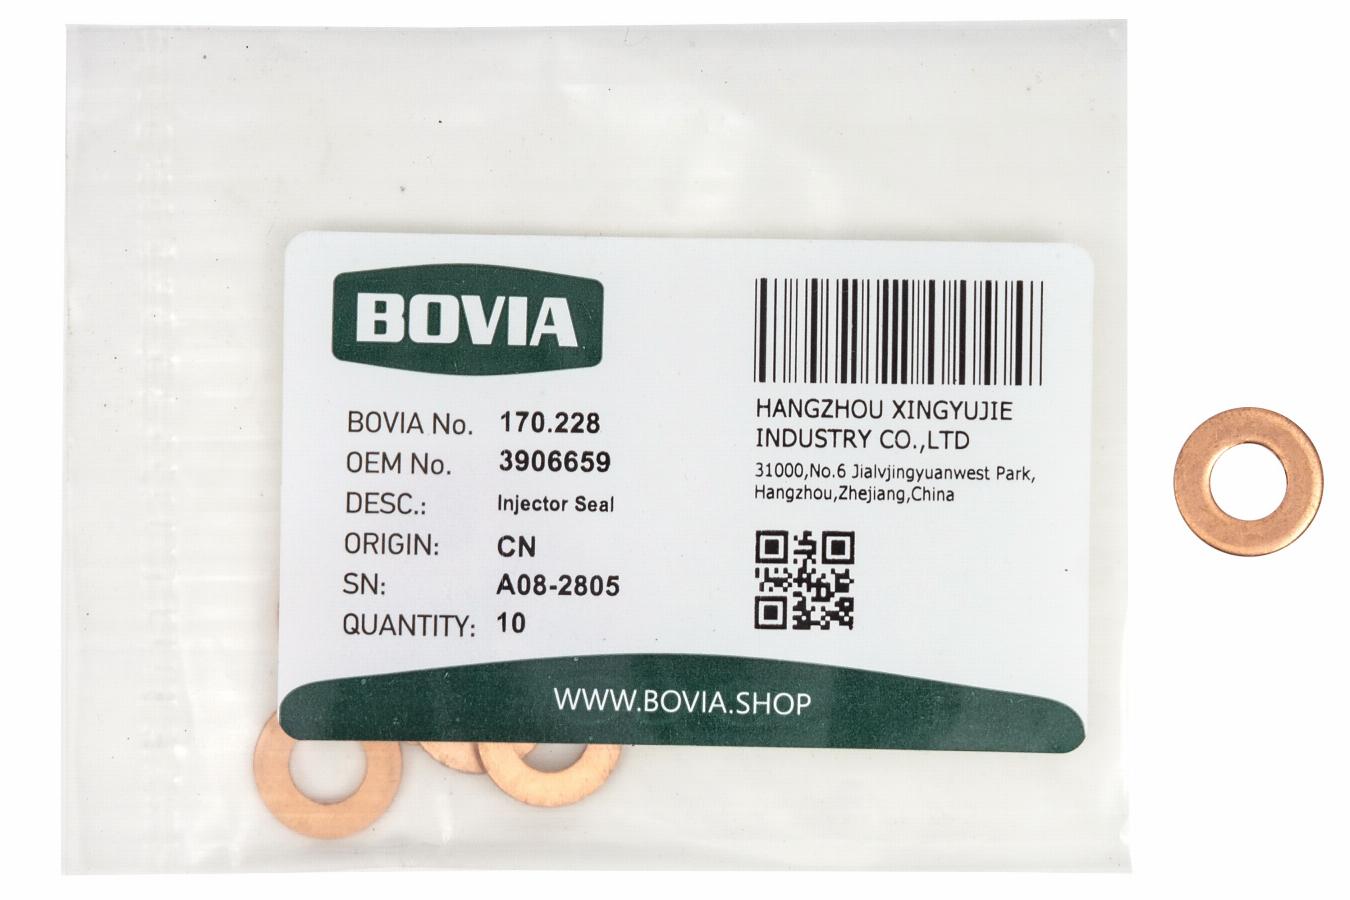 BOVIA
BOVIA No. 170.228
OEM No. 3906659
DESC.: Injector Seal
ORIGIN: CN
SN: A08-2805
QUANTITY: 10
HANGZHOU XINGYUJIE
INDUSTRY CO.,LTD
31000,No.6 Jialvjingyuanwest Park,
Hangzhou,Zhejiang,China
WWW.BOVIA.SHOP